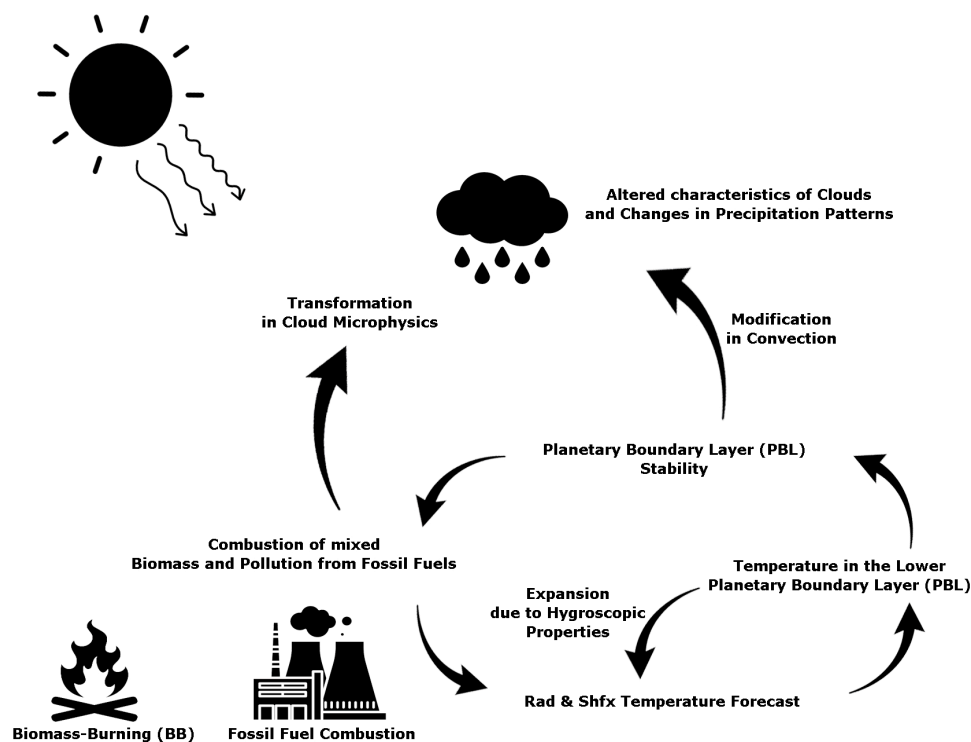 Altered characteristics of Clouds
and Changes in Precipitation Patterns
Transformation
in Cloud Microphysics
Modification
in Convection
Planetary Boundary Layer (PBL)
Stability
Combustion of mixed
Biomass and Pollution from Fossil Fuels
Temperature in the Lower
Planetary Boundary Layer (PBL)
Expansion
due to Hygroscopic
Properties
Rad & Shfx Temperature Forecast
Biomass-Burning (BB)
Fossil Fuel Combustion